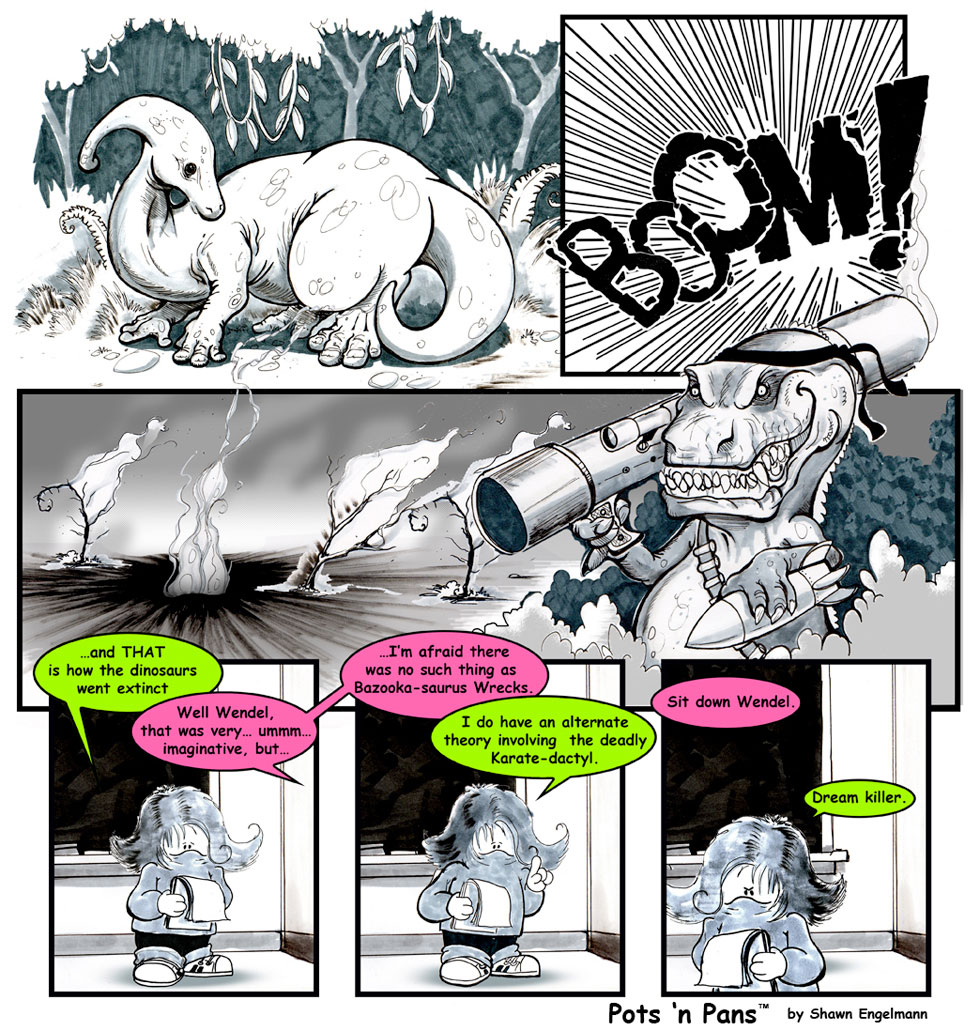 BOOM!
...and THAT
is how the dinosaurs
went extinct
Well Wendel,
that was very... ummm...
imaginative, but...
...I'm afraid there
was no such thing as
Bazooka-saurus Wrecks.
I do have an alternate
theory involving the deadly
Karate-dactyl.
Sit down Wendel.
Dream killer.
Pots 'n Pans™ by Shawn Engelmann